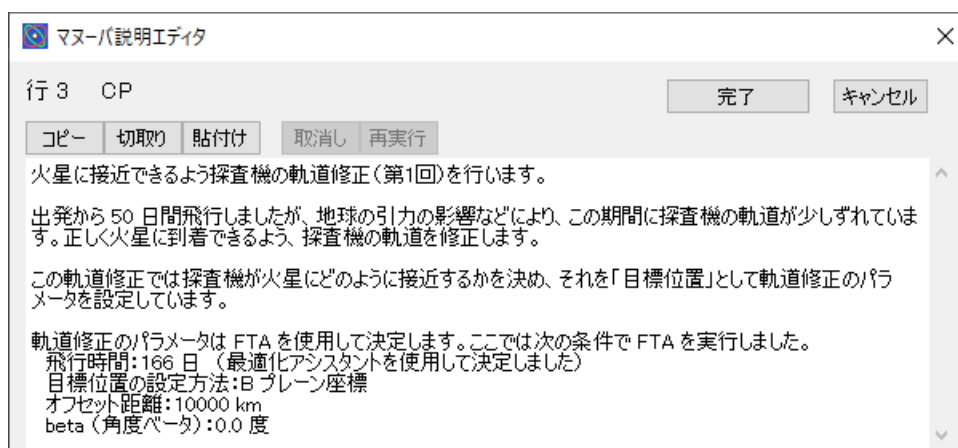 マヌーバ説明エディタ
行 3 CP
完了
キャンセル
コピー
切取り
貼付け
取消し
再実行
火星に接近できるよう探査機の軌道修正(第1回)を行います。
出発から 50 日間飛行しましたが、地球の引力の影響などにより、この期間に探査機の軌道が少しずれていま
す。正しく火星に到着できるよう、探査機の軌道を修正します。
この軌道修正では探査機が火星にどのように接近するかを決め、それを「目標位置」として軌道修正のパラ
メータを設定しています。
軌道修正のパラメータは FTA を使用して決定します。ここでは次の条件で FTA を実行しました。
飛行時間:166 日 (最適化アシスタントを使用して決定しました)
目標位置の設定方法:B プレーン座標
オフセット距離:10000 km
beta (角度ベータ):0.0 度